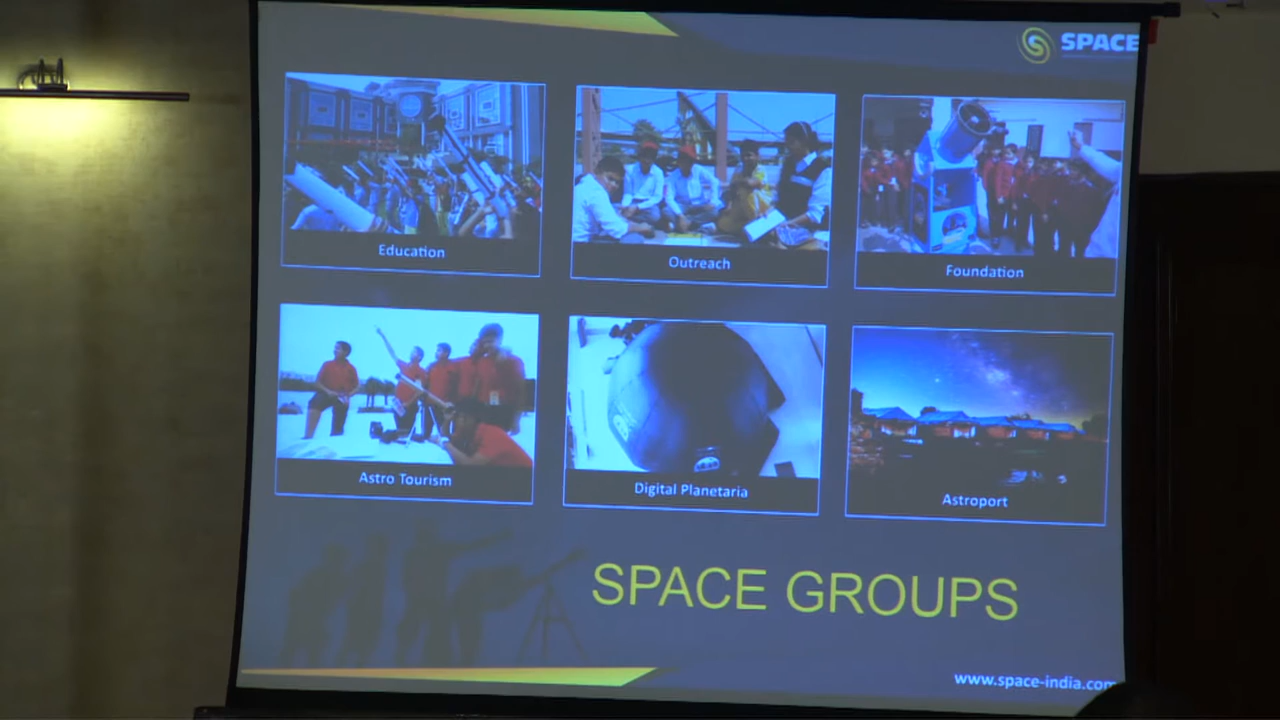 SPACE
Education
Outreach
Foundation
Astro Tourism
Digital Planetaria
Astroport
SPACE GROUPS
www.space-india.com